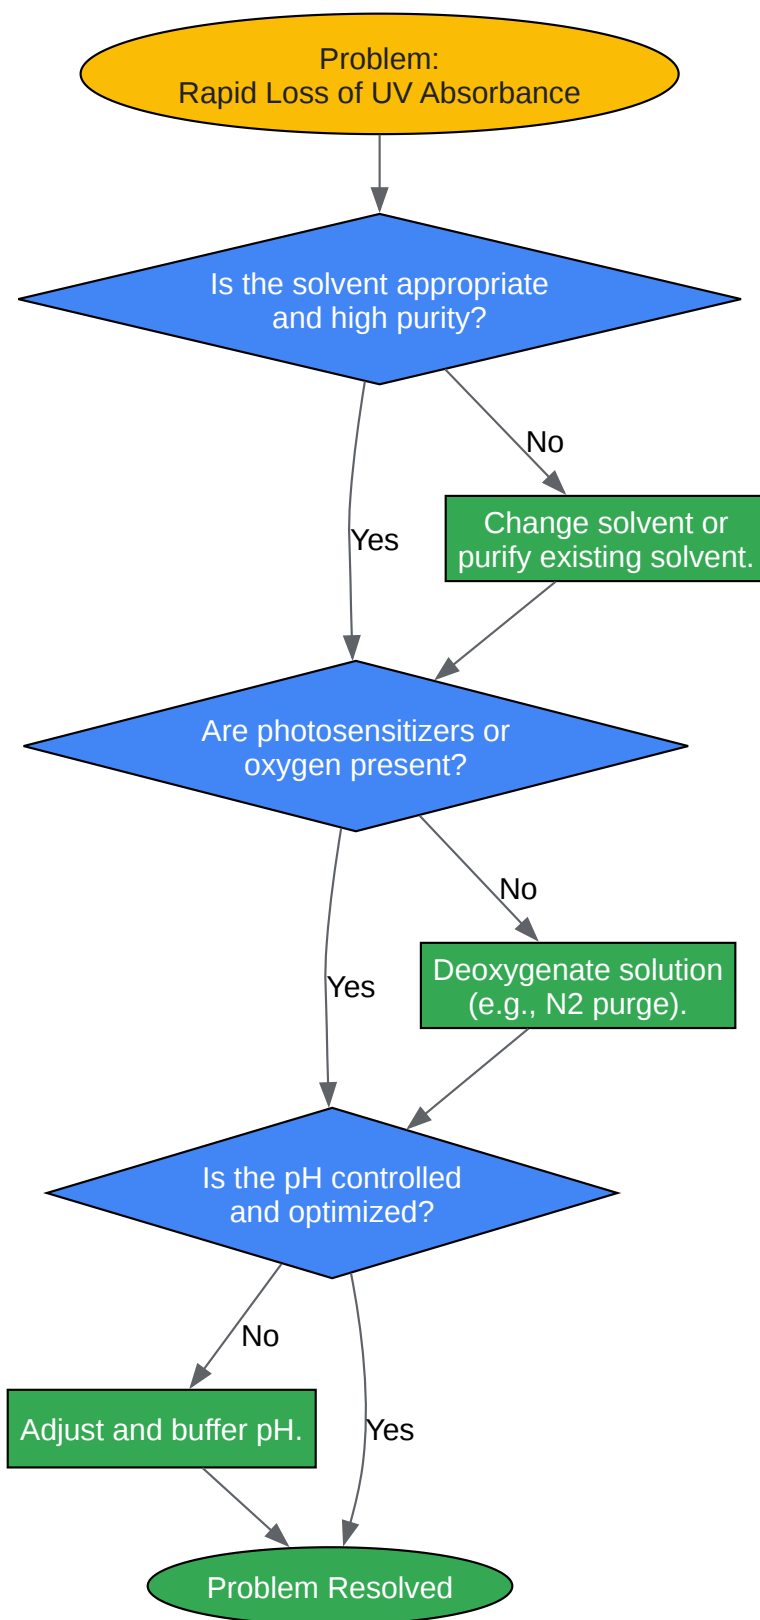 Problem:
Rapid Loss of UV Absorbance
Is the solvent appropriate
and high purity?
No
Change solvent or
purify existing solvent.
Yes
Are photosensitizers or
oxygen present?
No
Deoxygenate solution
(e.g., N2 purge).
Yes
Is the pH controlled
and optimized?
No
Adjust and buffer pH.
Yes
Problem Resolved